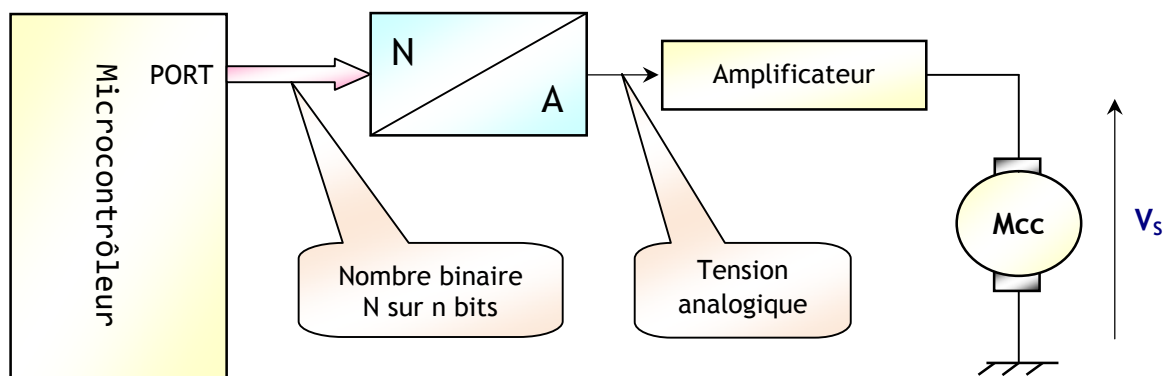 Microcontrôleur
PORT
N
A
Amplificateur
Mcc
VS
Nombre binaire
N sur n bits
Tension
analogique